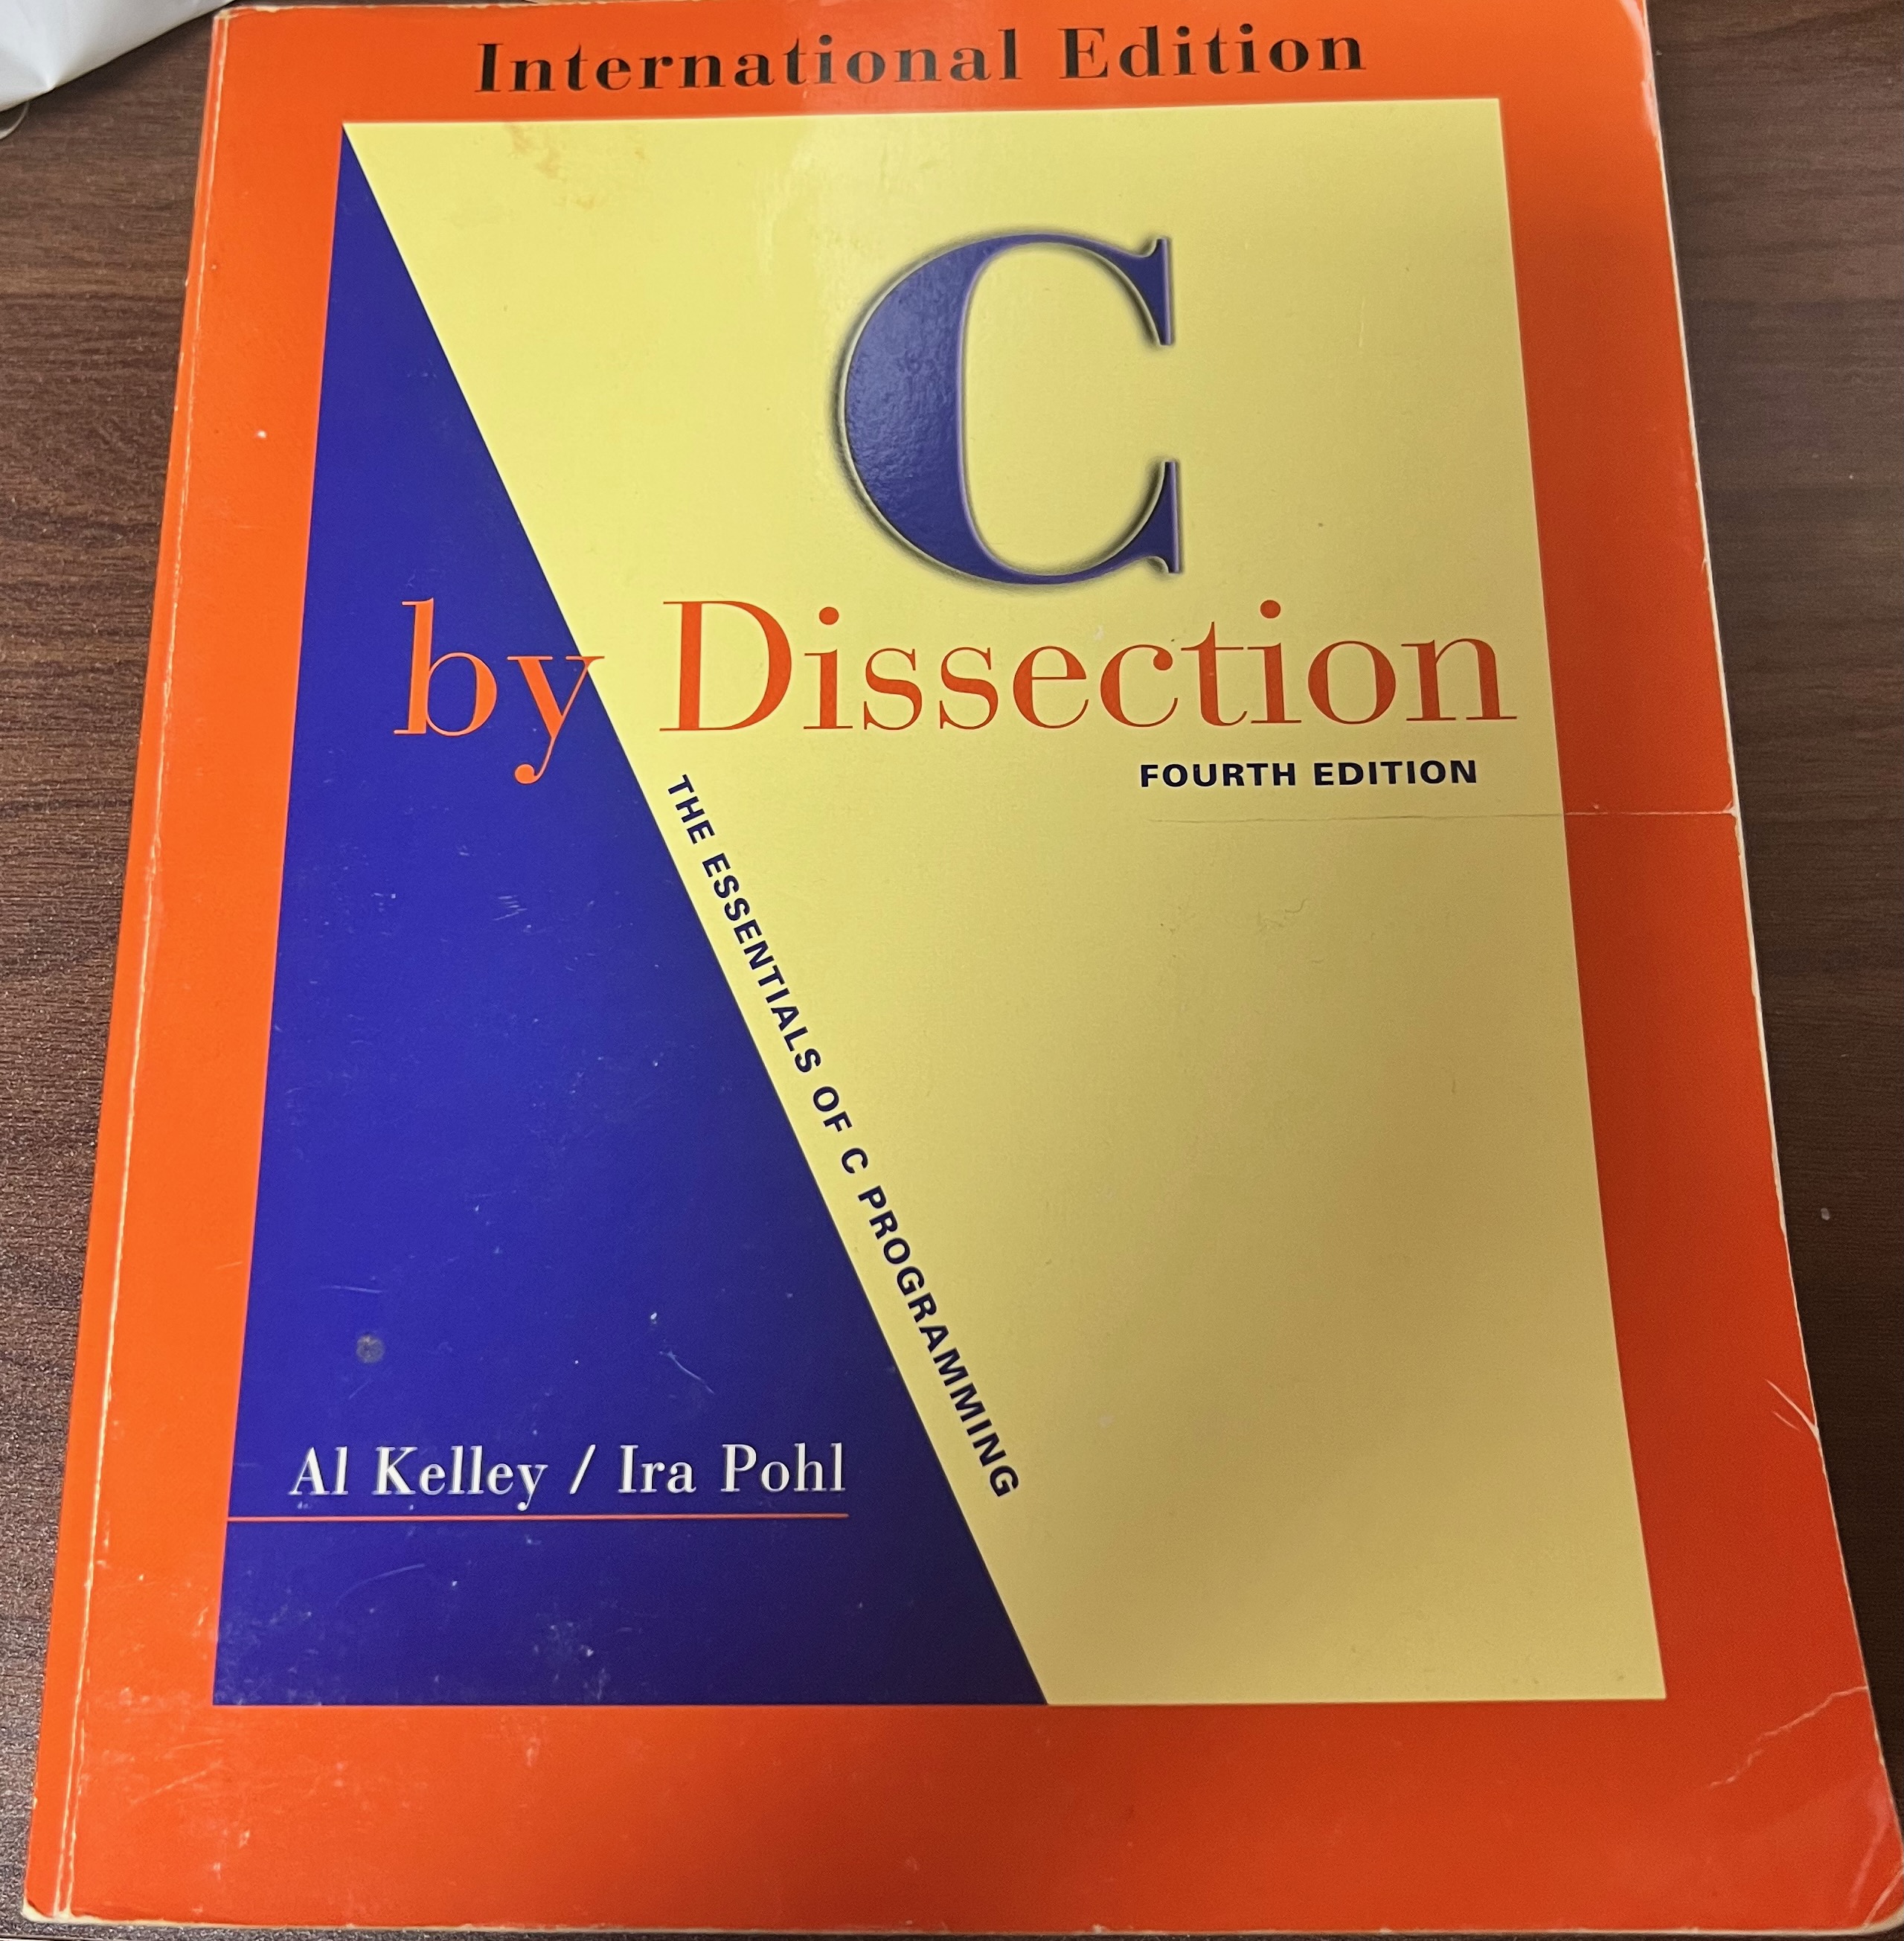 International Edition
C
by Dissection
FOURTH EDITION
THE ESSENTIALS OF C PROGRAMMING
Al Kelley / Ira Pohl